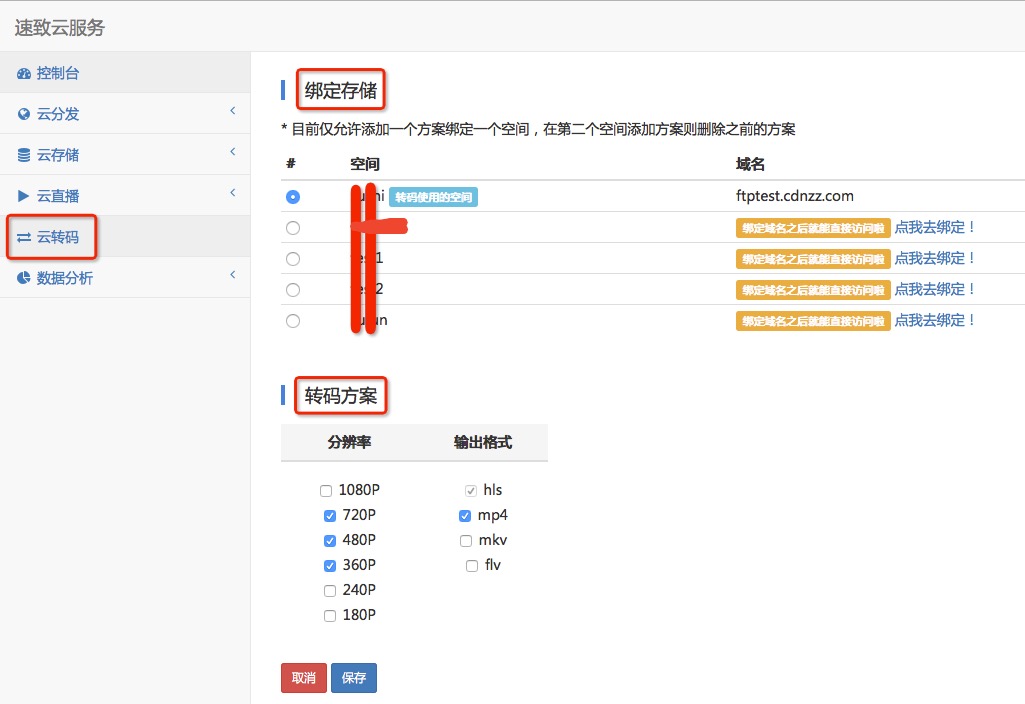 速致云服务
控制台
云分发
云存储
云直播
云转码
数据分析
绑定存储
* 目前仅允许添加一个方案绑定一个空间，在第二个空间添加方案则删除之前的方案
# 空间 域名
转码使用的空间 ftptest.cdnzz.com
绑定域名之后就能直接访问啦 点我去绑定！
绑定域名之后就能直接访问啦 点我去绑定！
绑定域名之后就能直接访问啦 点我去绑定！
绑定域名之后就能直接访问啦 点我去绑定！
转码方案
分辨率 输出格式
1080P hls
720P mp4
480P mkv
360P flv
240P
180P
取消 保存